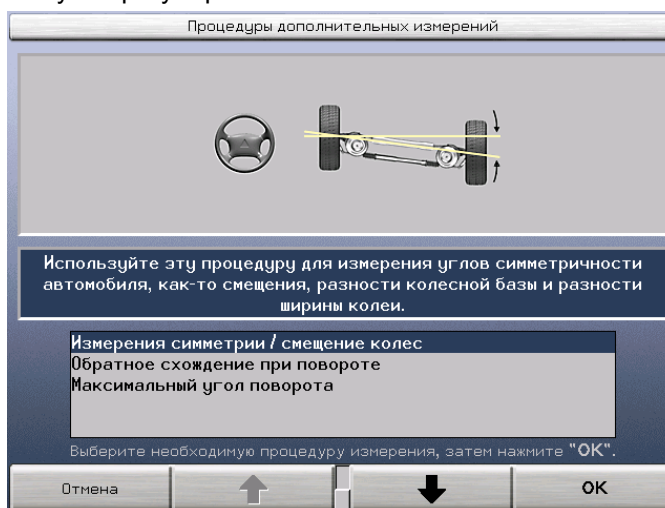 Процедуры дополнительных измерений
Используйте эту процедуру для измерения углов симметричности
автомобиля, как-то смещения, разности колесной базы и разности
ширины колеи.
Измерения симметрии / смещение колес
Обратное схождение при повороте
Максимальный угол поворота
Выберите необходимую процедуру измерения, затем нажмите "OK".
Отмена
OK